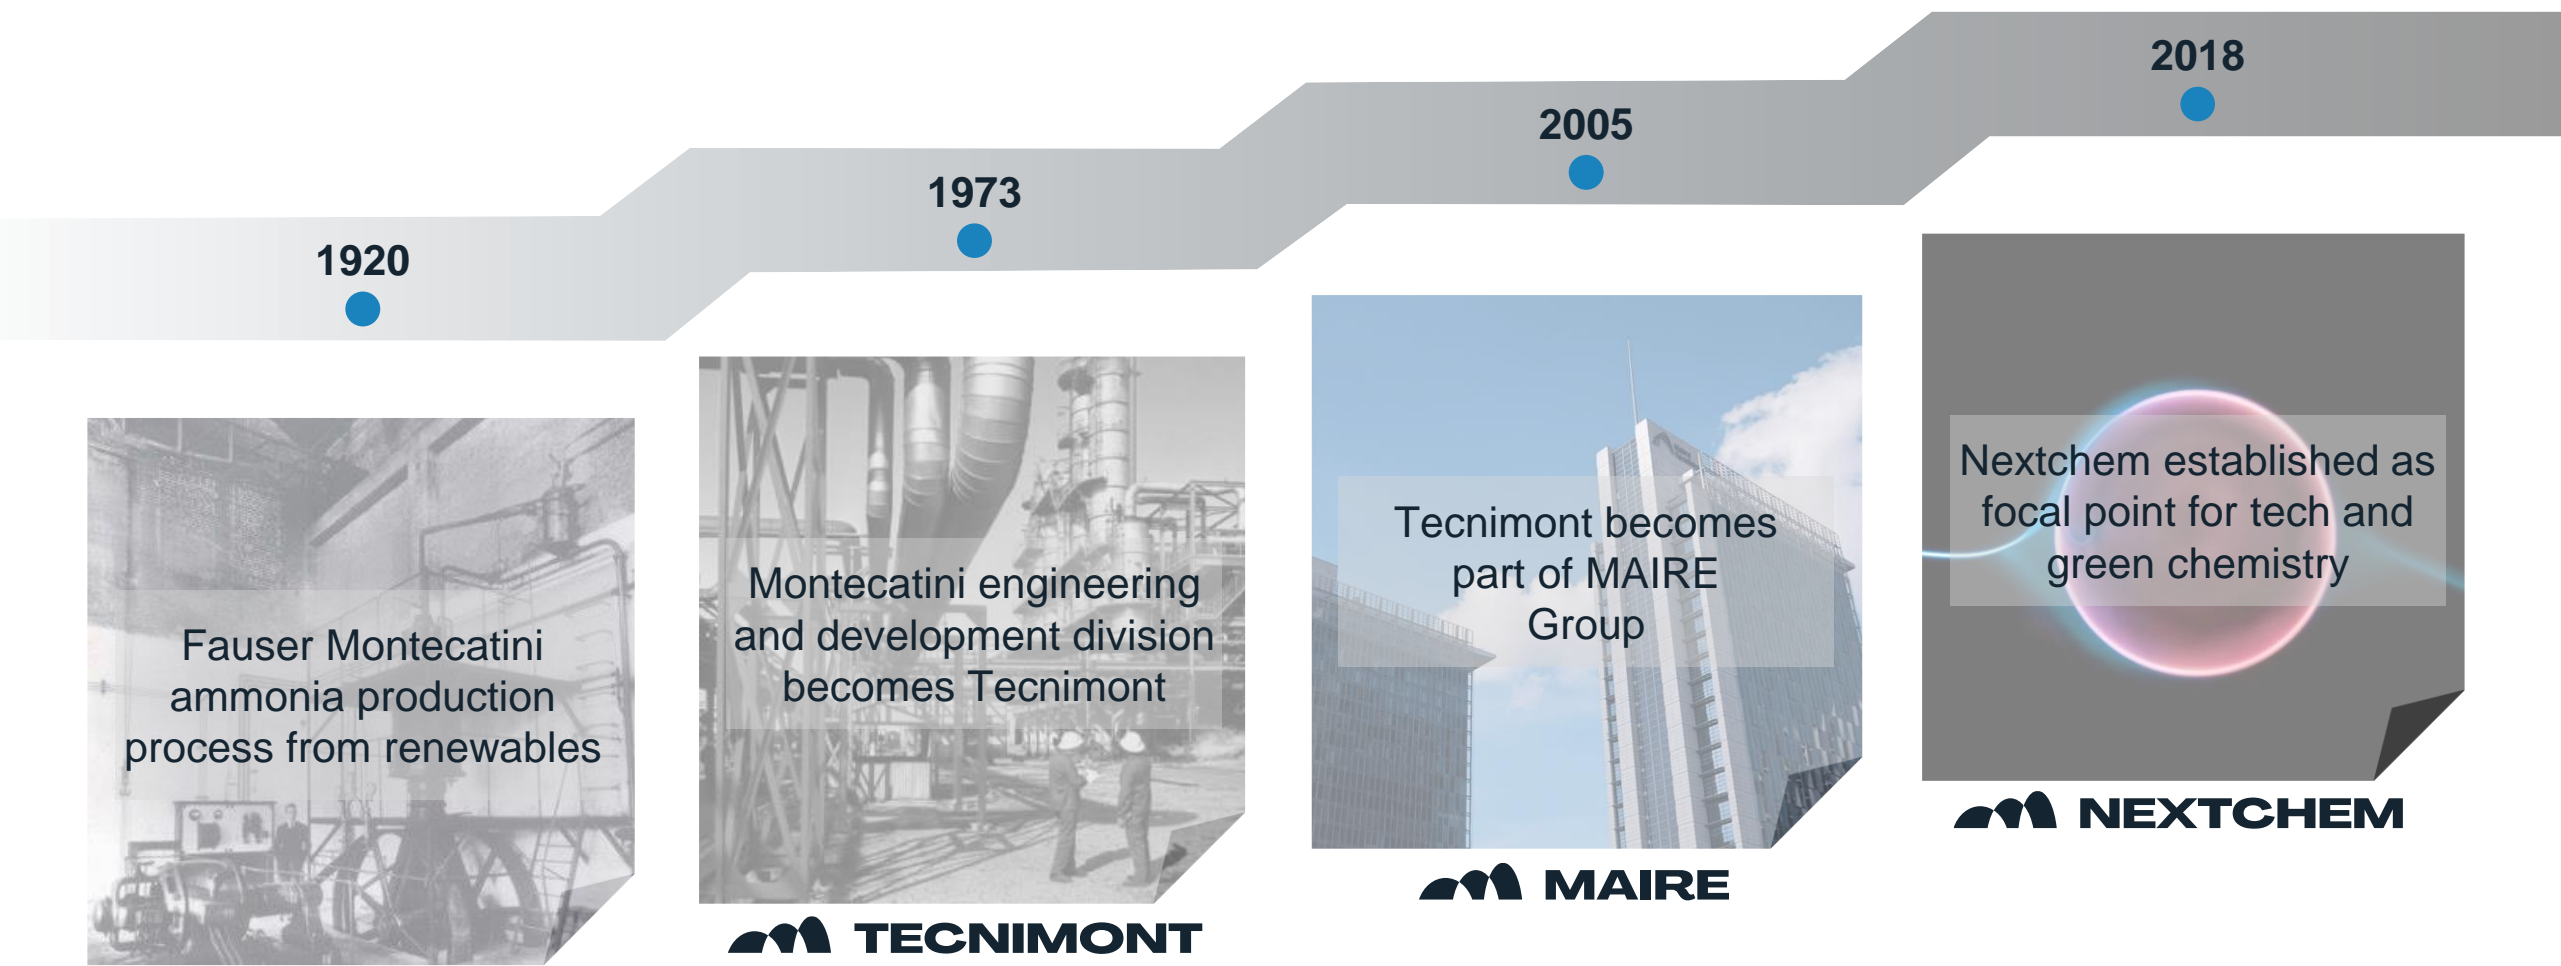 1920
Fauser Montecatini
ammonia production
process from renewables
1973
Montecatini engineering
and development division
becomes Tecnimont
TECNIMONT
2005
Tecnimont becomes
part of MAIRE
Group
MAIRE
2018
Nextchem established as
focal point for tech and
green chemistry
NEXTCHEM